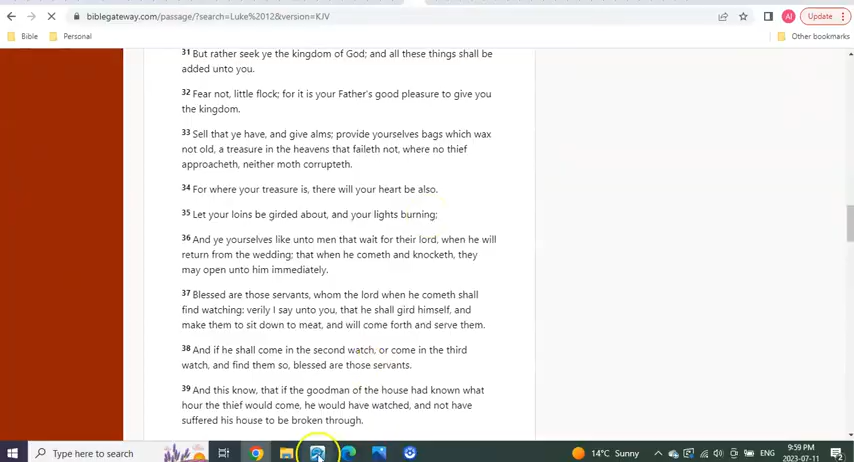 biblegateway.com/passage/?search=Luke%2012&version=KJV
AI
Update
Bible
Personal
Other bookmarks
31 But rather seek ye the kingdom of God; and all these things shall be
added unto you.
32 Fear not, little flock; for it is your Father's good pleasure to give you
the kingdom.
33 Sell that ye have, and give alms; provide yourselves bags which wax
not old, a treasure in the heavens that faileth not, where no thief
approacheth, neither moth corrupteth.
34 For where your treasure is, there will your heart be also.
35 Let your loins be girded about, and your lights burning;
36 And ye yourselves like unto men that wait for their lord, when he will
return from the wedding; that when he cometh and knocketh, they
may open unto him immediately.
37 Blessed are those servants, whom the lord when he cometh shall
find watching: verily I say unto you, that he shall gird himself, and
make them to sit down to meat, and will come forth and serve them.
38 And if he shall come in the second watch, or come in the third
watch, and find them so, blessed are those servants.
39 And this know, that if the goodman of the house had known what
hour the thief would come, he would have watched, and not have
suffered his house to be broken through.
Type here to search
14°C Sunny
ENG
9:59 PM
2023-07-11
2